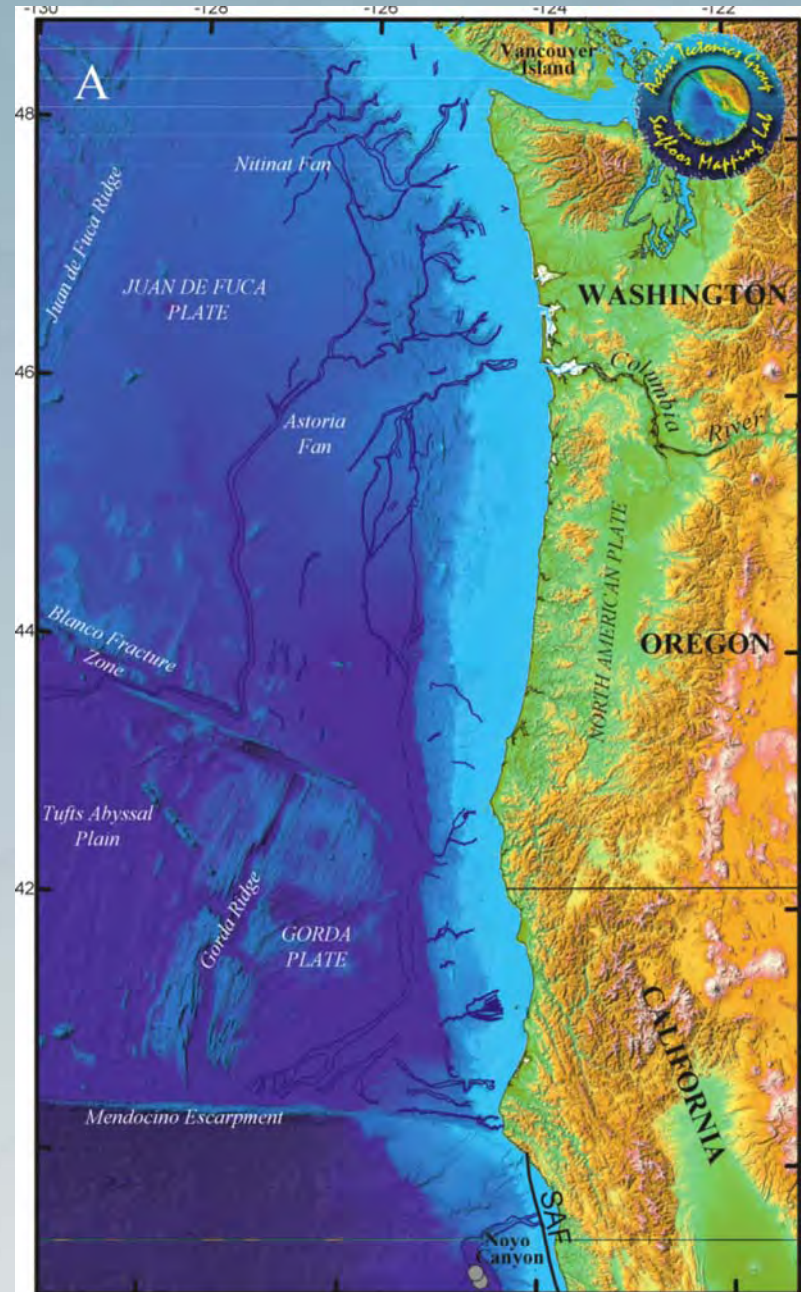 -130
-128
-126
-124
-122
A
Vancouver
Island
Active Tectonics Group
Seafloor Mapping Lab
48
Nitinat Fan
Juan de Fuca Ridge
JUAN DE FUCA
PLATE
WASHINGTON
46
Columbia
River
Astoria
Fan
NORTH AMERICAN PLATE
44
Blanco Fracture
Zone
OREGON
Tufts Abyssal
Plain
42
Gorda Ridge
GORDA
PLATE
CALIFORNIA
Mendocino Escarpment
SAF
Noyo
Canyon